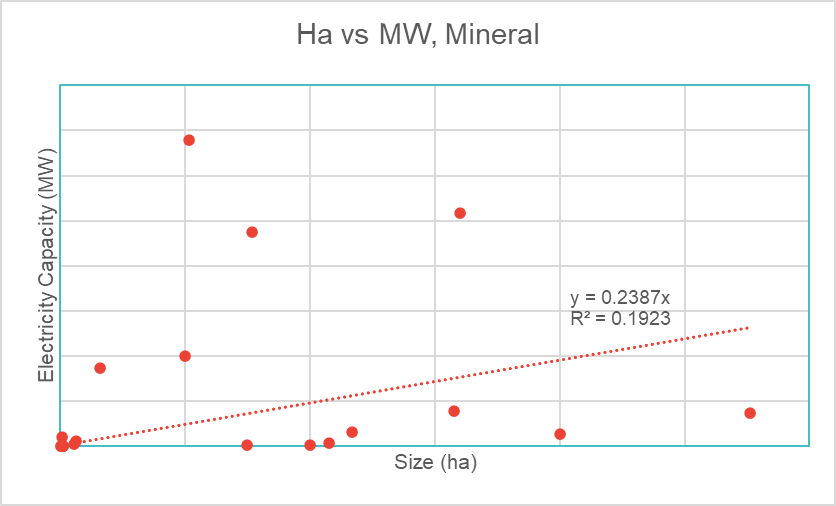 Ha vs MW, Mineral
Electricity Capacity (MW)
y = 0.2387x
R² = 0.1923
Size (ha)